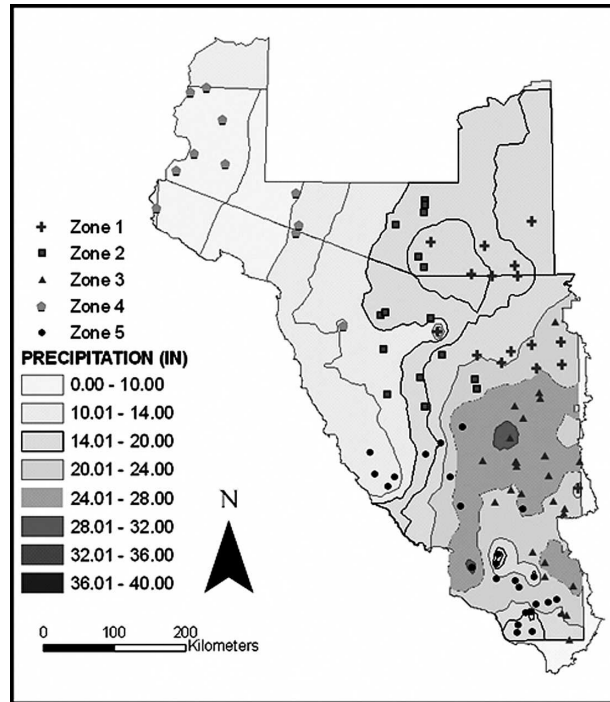 Zone 1
Zone 2
Zone 3
Zone 4
Zone 5
PRECIPITATION (IN)
0.00 - 10.00
10.01 - 14.00
14.01 - 20.00
20.01 - 24.00
24.01 - 28.00
28.01 - 32.00
32.01 - 36.00
36.01 - 40.00
N
0 100 200
Kilometers